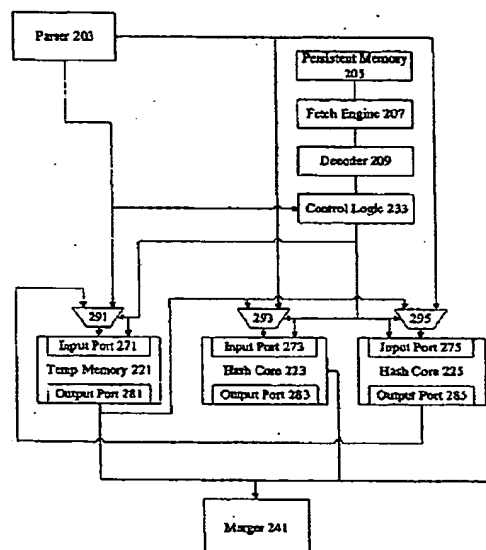 Parser 203
Persistent Memory
205
Fetch Engine 207
Decoder 209
Control Logic 233
291
293
295
Input Port 271
Temp Memory 221
Output Port 281
Input Port 273
Hash Core 223
Output Port 283
Input Port 275
Hash Core 225
Output Port 285
Merger 241